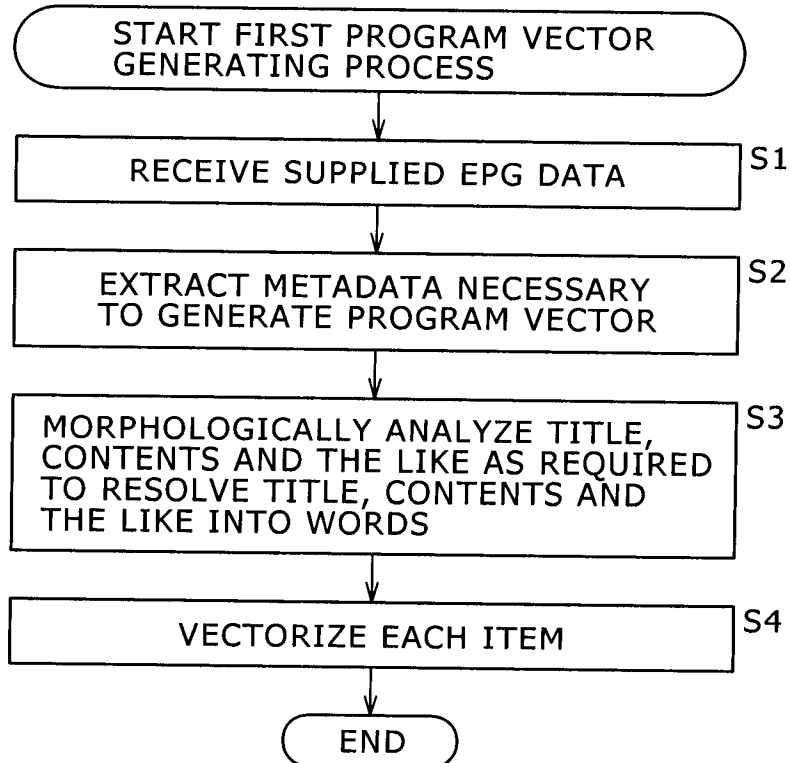 START FIRST PROGRAM VECTOR
GENERATING PROCESS
RECEIVE SUPPLIED EPG DATA
S1
EXTRACT METADATA NECESSARY
TO GENERATE PROGRAM VECTOR
S2
MORPHOLOGICALLY ANALYZE TITLE,
CONTENTS AND THE LIKE AS REQUIRED
TO RESOLVE TITLE, CONTENTS AND
THE LIKE INTO WORDS
S3
VECTORIZE EACH ITEM
S4
END